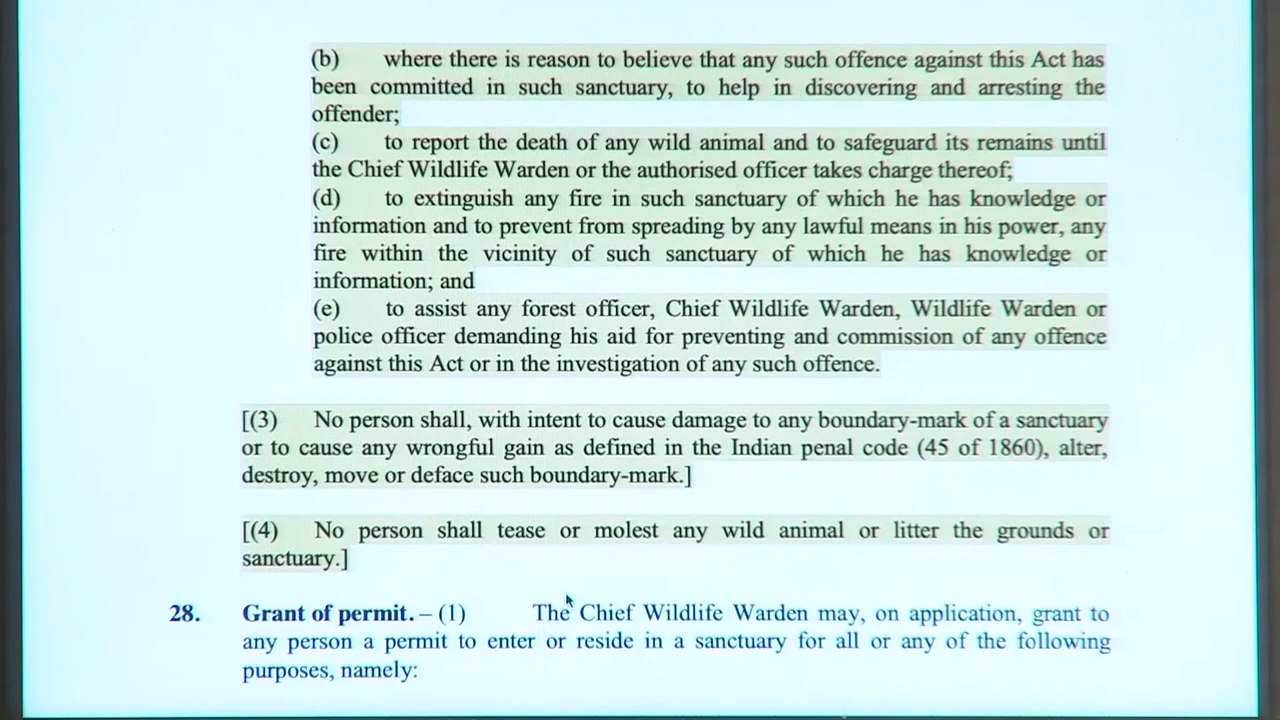 (b) where there is reason to believe that any such offence against this Act has
been committed in such sanctuary, to help in discovering and arresting the
offender;
(c) to report the death of any wild animal and to safeguard its remains until
the Chief Wildlife Warden or the authorised officer takes charge thereof;
(d) to extinguish any fire in such sanctuary of which he has knowledge or
information and to prevent from spreading by any lawful means in his power, any
fire within the vicinity of such sanctuary of which he has knowledge or
information; and
(e) to assist any forest officer, Chief Wildlife Warden, Wildlife Warden or
police officer demanding his aid for preventing and commission of any offence
against this Act or in the investigation of any such offence.
[(3) No person shall, with intent to cause damage to any boundary-mark of a sanctuary
or to cause any wrongful gain as defined in the Indian penal code (45 of 1860), alter,
destroy, move or deface such boundary-mark.]
[(4) No person shall tease or molest any wild animal or litter the grounds or
sanctuary.]
28. Grant of permit. – (1) The Chief Wildlife Warden may, on application, grant to
any person a permit to enter or reside in a sanctuary for all or any of the following
purposes, namely: